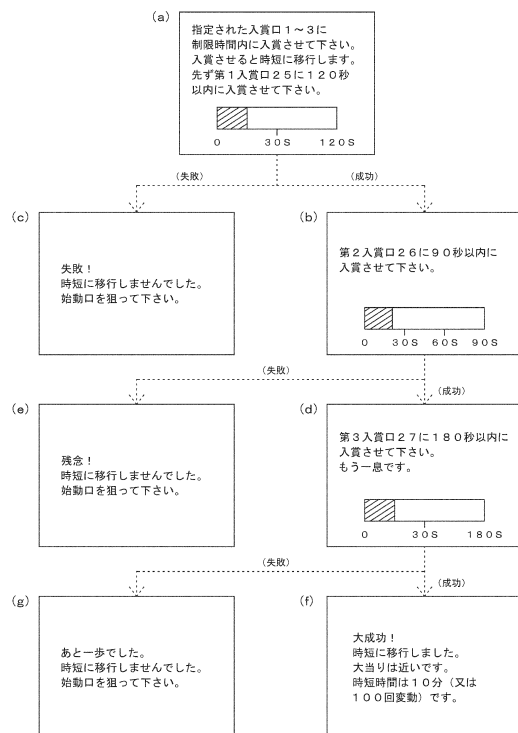 (a)
指定された入賞口１～３に
制限時間内に入賞させて下さい。
入賞させると時短に移行します。
先ず第１入賞口２５に１２０秒
以内に入賞させて下さい。
０ ３０Ｓ １２０Ｓ
(失敗) (成功)
(c)
失敗！
時短に移行しませんでした。
始動口を狙って下さい。
(b)
第２入賞口２６に９０秒以内に
入賞させて下さい。
０ ３０Ｓ ６０Ｓ ９０Ｓ
(失敗)
(成功)
(e)
残念！
時短に移行しませんでした。
始動口を狙って下さい。
(d)
第３入賞口２７に１８０秒以内に
入賞させて下さい。
もう一息です。
０ ３０Ｓ １８０Ｓ
(失敗)
(成功)
(g)
あと一歩でした。
時短に移行しませんでした。
始動口を狙って下さい。
(f)
大成功！
時短に移行しました。
大当りは近いです。
時短時間は１０分（又は
１００回変動）です。